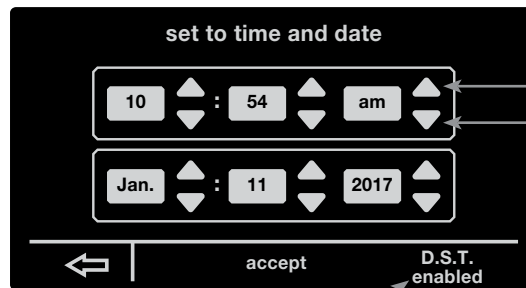 set to time and date
10 : 54 am
Jan. : 11 2017
accept
D.S.T.
enabled